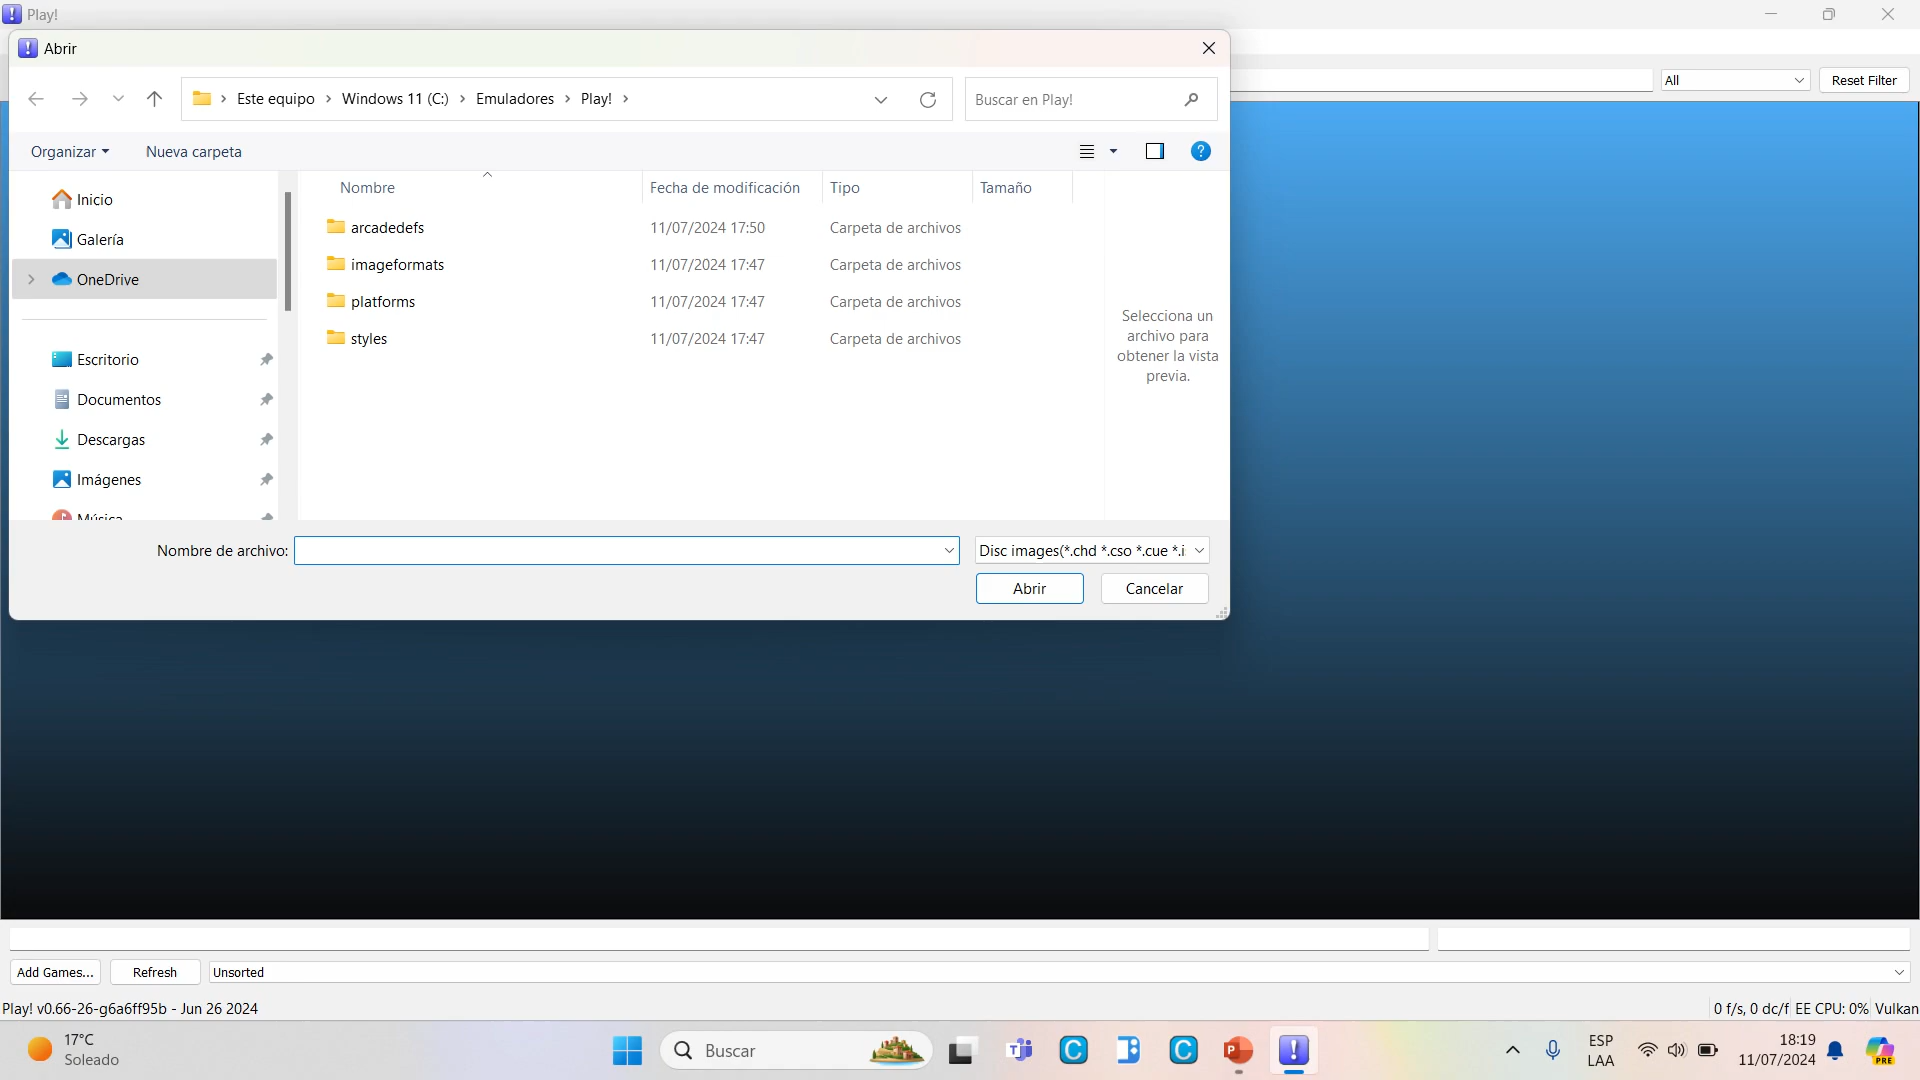 Play!
Abrir
Este equipo > Windows 11 (C:) > Emuladores > Play! >
Buscar en Play!
All
Reset Filter
Organizar
Nueva carpeta
Inicio
Galería
OneDrive
Escritorio
Documentos
Descargas
Imágenes
Música
Nombre
Fecha de modificación
Tipo
Tamaño
arcadedefs 11/07/2024 17:50 Carpeta de archivos
imageformats 11/07/2024 17:47 Carpeta de archivos
platforms 11/07/2024 17:47 Carpeta de archivos
styles 11/07/2024 17:47 Carpeta de archivos
Selecciona un
archivo para
obtener la vista
previa.
Nombre de archivo:
Disc images(*.chd *.cso *.cue *.i
Abrir
Cancelar
Add Games...
Refresh
Unsorted
Play! v0.66-26-g6a6ff95b - Jun 26 2024
0 f/s, 0 dc/f EE CPU: 0% Vulkan
17°C
Soleado
Buscar
ESP
LAA
18:19
11/07/2024
PRE